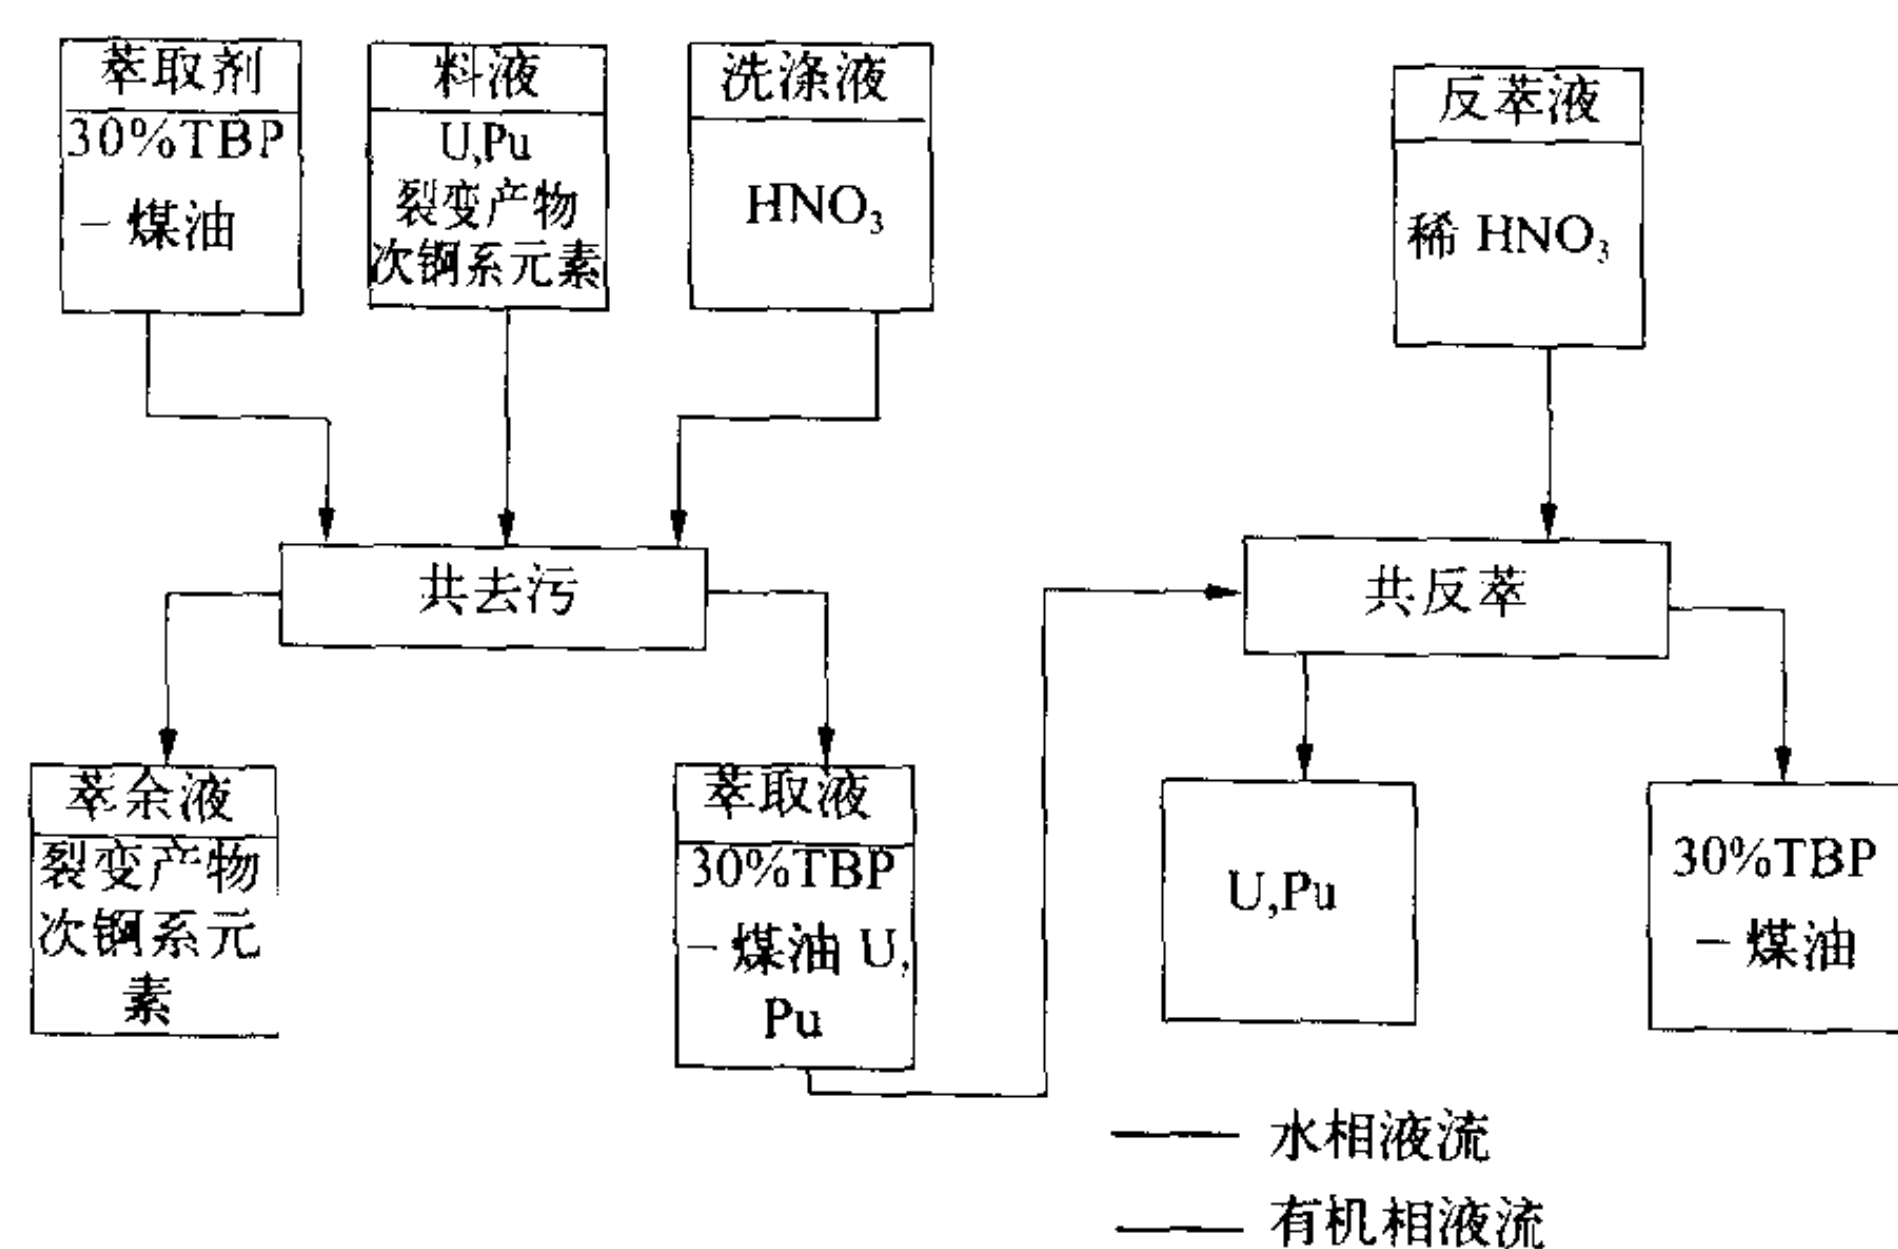 萃取剂
30%TBP
－煤油
料液
U,Pu
裂变产物
次锕系元素
洗涤液
HNO₃
反萃液
稀 HNO₃
共去污
共反萃
萃余液
裂变产物
次锕系元
素
萃取液
30%TBP
－煤油 U,
Pu
U,Pu
30%TBP
－煤油
水相液流
有机相液流